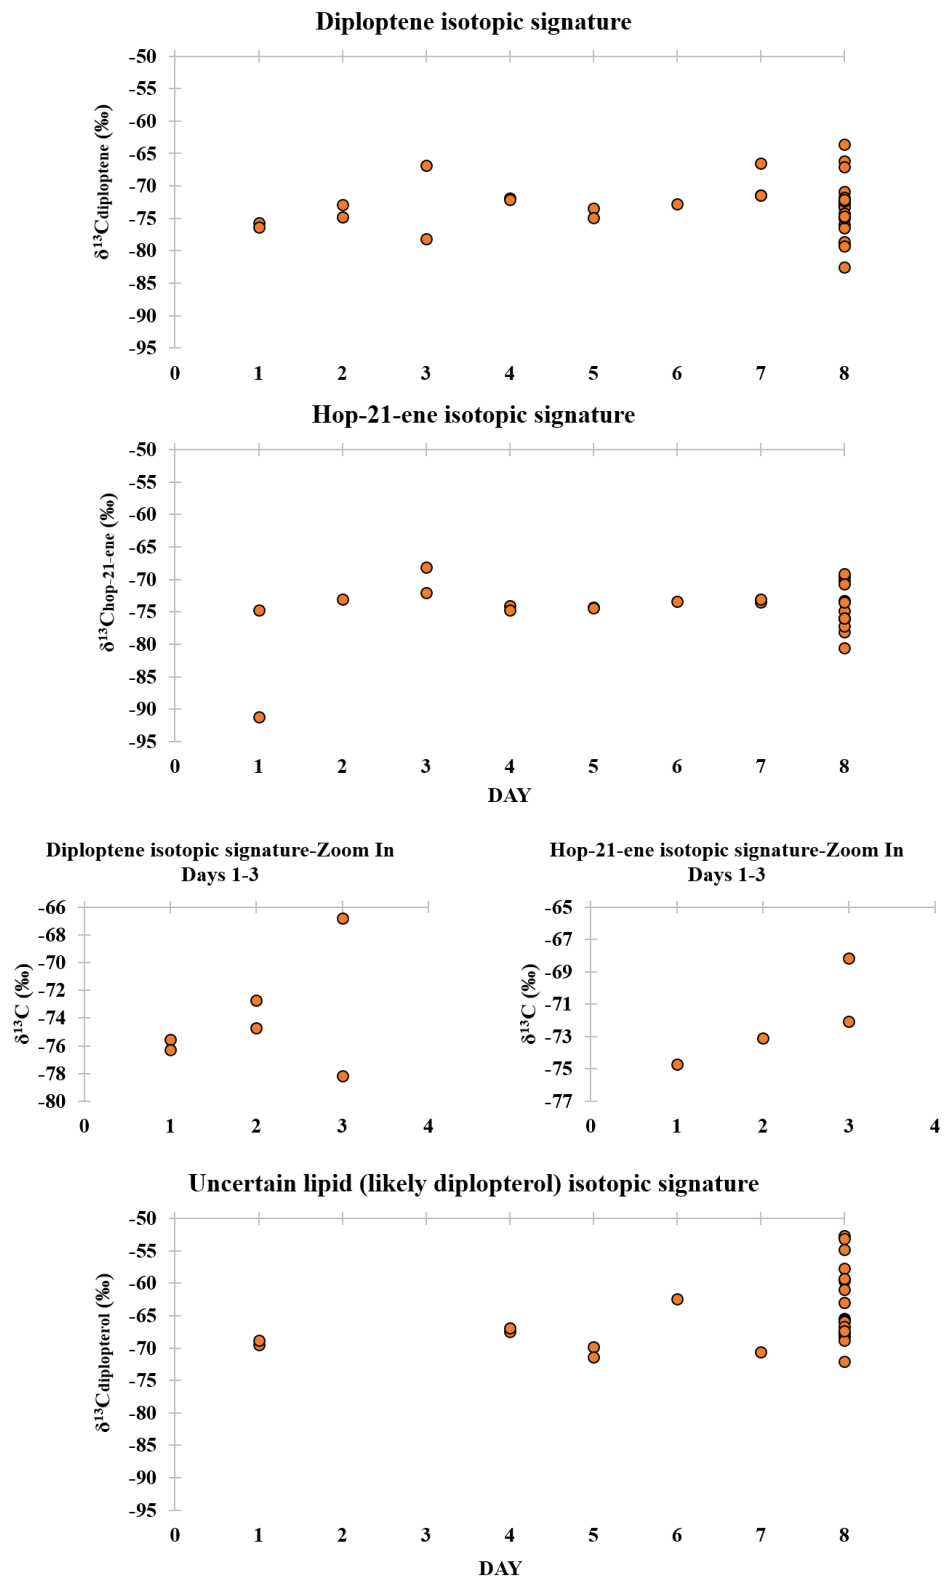 Diploptene isotopic signature
δ¹³Cdiploptene (‰)
-50
-55
-60
-65
-70
-75
-80
-85
-90
-95
0 1 2 3 4 5 6 7 8
Hop-21-ene isotopic signature
δ¹³Chop-21-ene (‰)
-50
-55
-60
-65
-70
-75
-80
-85
-90
-95
0 1 2 3 4 5 6 7 8
DAY
Diploptene isotopic signature-Zoom In
Days 1-3
δ¹³C (‰)
-66
-68
-70
-72
-74
-76
-78
-80
0 1 2 3 4
Hop-21-ene isotopic signature-Zoom In
Days 1-3
δ¹³C (‰)
-65
-67
-69
-71
-73
-75
-77
0 1 2 3 4
Uncertain lipid (likely diplopterol) isotopic signature
δ¹³Cdiplopterol (‰)
-50
-55
-60
-65
-70
-75
-80
-85
-90
-95
0 1 2 3 4 5 6 7 8
DAY